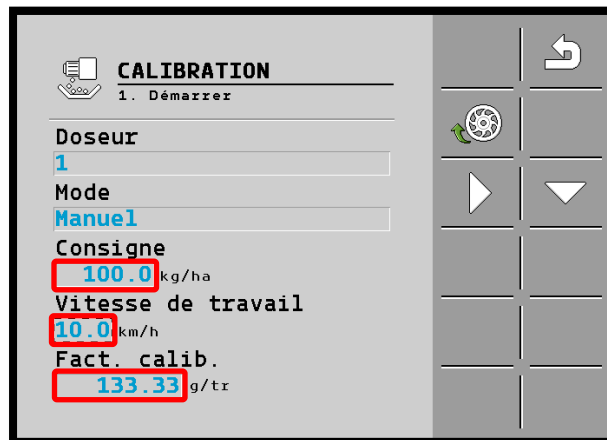 CALIBRATION
1. Démarrer
Doseur
1
Mode
Manuel
Consigne
100.0 kg/ha
Vitesse de travail
10.0 km/h
Fact. calib.
133.33 g/tr